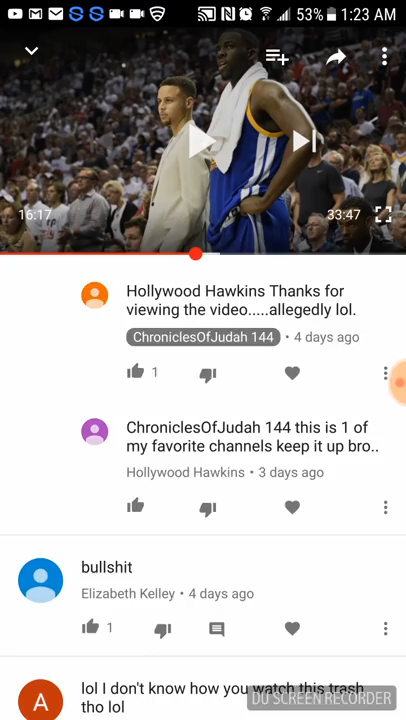 53% 1:23 AM
16:17
33:47
Hollywood Hawkins Thanks for
viewing the video.....allegedly lol.
ChroniclesOfJudah 144 • 4 days ago
1
ChroniclesOfJudah 144 this is 1 of
my favorite channels keep it up bro..
Hollywood Hawkins • 3 days ago
bullshit
Elizabeth Kelley • 4 days ago
1
A
lol I don't know how you watch this trash
tho lol
DU SCREEN RECORDER